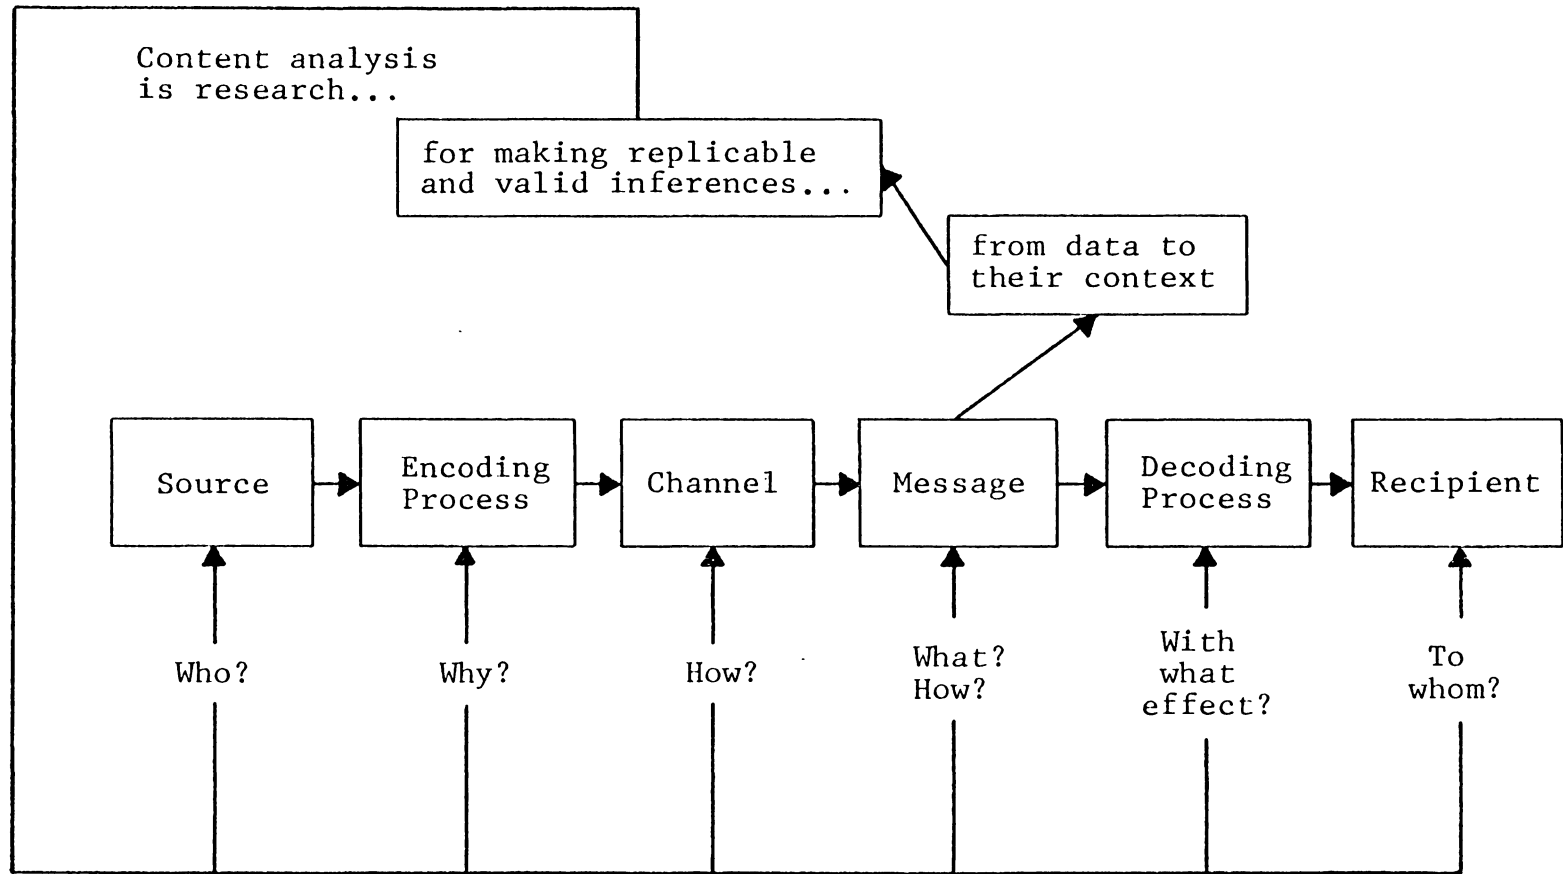 Content analysis
is research...
for making replicable
and valid inferences...
from data to
their context
Source
Encoding
Process
Channel
Message
Decoding
Process
Recipient
Who?
Why?
How?
What?
How?
With
what
effect?
To
whom?